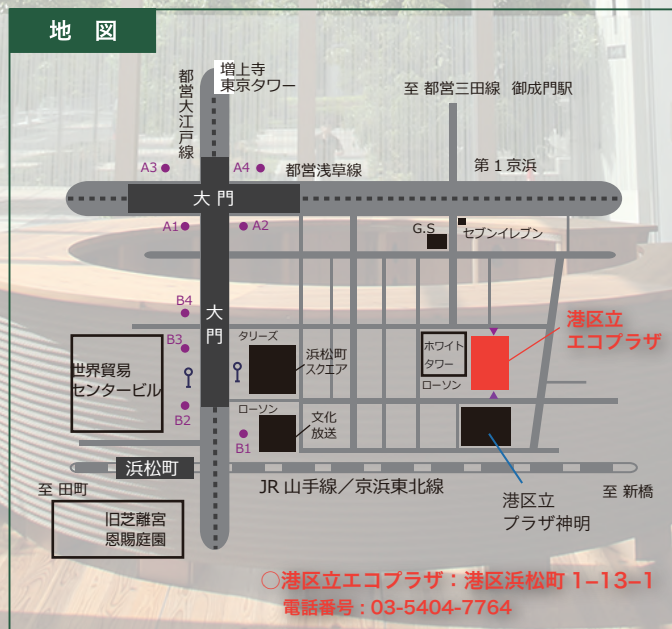 地 図
都営大江戸線
増上寺
東京タワー
至 都営三田線 御成門駅
A3
A4
都営浅草線
第1京浜
大門
A1
A2
G.S
セブンイレブン
B4
大門
B3
タリーズ
浜松町
スクエア
ホワイト
タワー
港区立
エコプラザ
世界貿易
センタービル
ローソン
B2
ローソン
文化
放送
B1
浜松町
JR 山手線／京浜東北線
至 田町
港区立
プラザ神明
至 新橋
旧芝離宮
恩賜庭園
○港区立エコプラザ：港区浜松町 1–13–1
電話番号：03-5404-7764